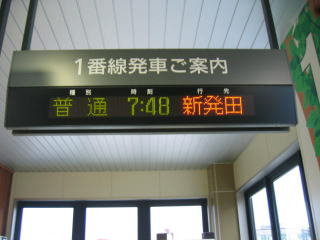 1番線発車ご案内
種別 時刻 行先
普通 7:48 新発田